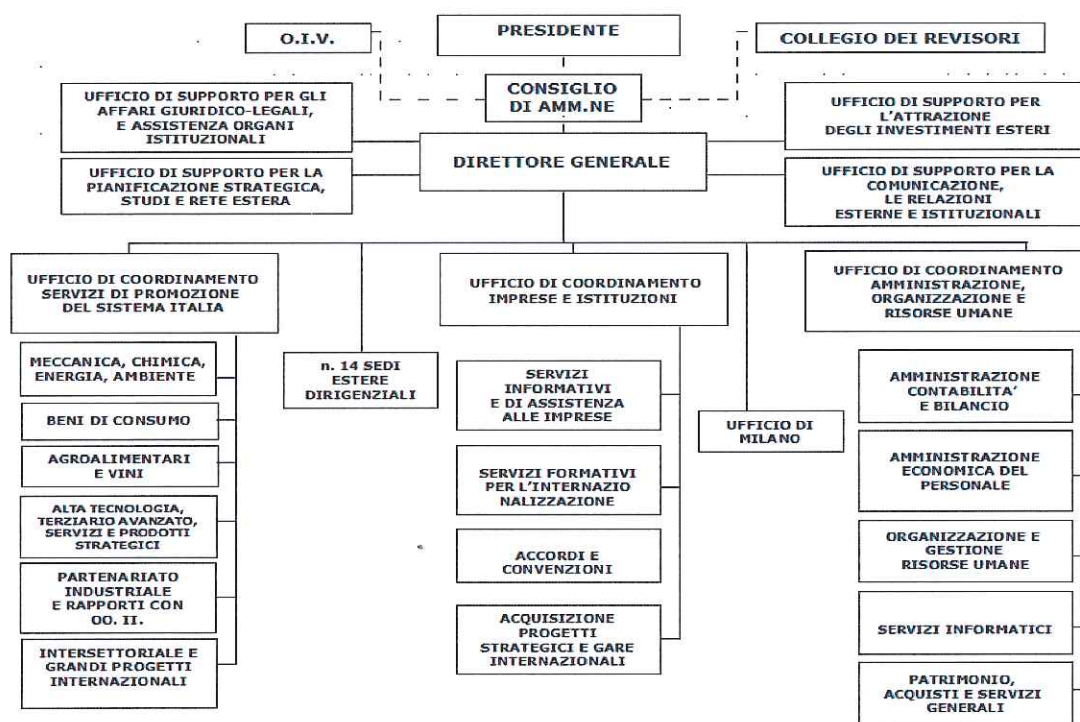 O.I.V.
PRESIDENTE
COLLEGIO DEI REVISORI
CONSIGLIO
DI AMM.NE
UFFICIO DI SUPPORTO PER GLI
AFFARI GIURIDICO-LEGALI,
E ASSISTENZA ORGANI
ISTITUZIONALI
UFFICIO DI SUPPORTO PER
L'ATTRAZIONE
DEGLI INVESTIMENTI ESTERI
DIRETTORE GENERALE
UFFICIO DI SUPPORTO PER LA
PIANIFICAZIONE STRATEGICA,
STUDI E RETE ESTERA
UFFICIO DI SUPPORTO PER LA
COMUNICAZIONE,
LE RELAZIONI
ESTERNE E ISTITUZIONALI
UFFICIO DI COORDINAMENTO
SERVIZI DI PROMOZIONE
DEL SISTEMA ITALIA
UFFICIO DI COORDINAMENTO
IMPRESE E ISTITUZIONI
UFFICIO DI COORDINAMENTO
AMMINISTRAZIONE,
ORGANIZZAZIONE E
RISORSE UMANE
MECCANICA, CHIMICA,
ENERGIA, AMBIENTE
BENI DI CONSUMO
AGROALIMENTARI
E VINI
ALTA TECNOLOGIA,
TERZIARIO AVANZATO,
SERVIZI E PRODOTTI
STRATEGICI
PARTENARIATO
INDUSTRIALE
E RAPPORTI CON
OO. II.
INTERSETTORIALE E
GRANDI PROGETTI
INTERNAZIONALI
n. 14 SEDI
ESTERE
DIRIGENZIALI
SERVIZI
INFORMATIVI
E DI ASSISTENZA
ALLE IMPRESE
SERVIZI FORMATIVI
PER L'INTERNAZIO
NALIZZAZIONE
ACCORDI E
CONVENZIONI
ACQUISIZIONE
PROGETTI
STRATEGICI E GARE
INTERNAZIONALI
UFFICIO DI
MILANO
AMMINISTRAZIONE
CONTABILITA'
E BILANCIO
AMMINISTRAZIONE
ECONOMICA DEL
PERSONALE
ORGANIZZAZIONE E
GESTIONE
RISORSE UMANE
SERVIZI INFORMATICI
PATRIMONIO,
ACQUISTI E SERVIZI
GENERALI